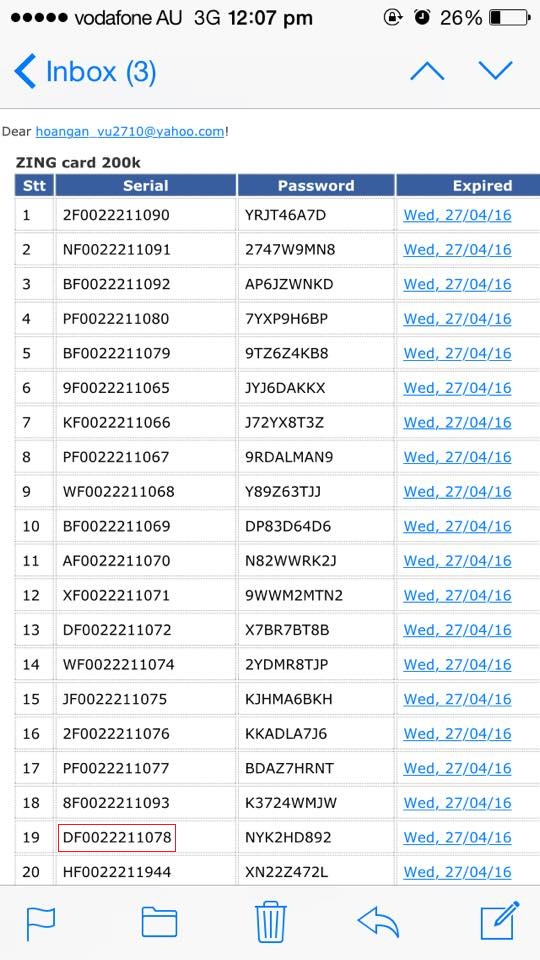 vodafone AU 3G 12:07 pm 26%
Inbox (3)
Dear hoangan_vu2710@yahoo.com!
ZING card 200k
Stt Serial Password Expired
1 2F0022211090 YRJT46A7D Wed, 27/04/16
2 NF0022211091 2747W9MN8 Wed, 27/04/16
3 BF0022211092 AP6JZWNKD Wed, 27/04/16
4 PF0022211080 7YXP9H6BP Wed, 27/04/16
5 BF0022211079 9TZ6Z4KB8 Wed, 27/04/16
6 9F0022211065 JYJ6DAKKX Wed, 27/04/16
7 KF0022211066 J72YX8T3Z Wed, 27/04/16
8 PF0022211067 9RDALMAN9 Wed, 27/04/16
9 WF0022211068 Y89Z63TJJ Wed, 27/04/16
10 BF0022211069 DP83D64D6 Wed, 27/04/16
11 AF0022211070 N82WWRK2J Wed, 27/04/16
12 XF0022211071 9WWM2MTN2 Wed, 27/04/16
13 DF0022211072 X7BR7BT8B Wed, 27/04/16
14 WF0022211074 2YDMR8TJP Wed, 27/04/16
15 JF0022211075 KJHMA6BKH Wed, 27/04/16
16 2F0022211076 KKADLA7J6 Wed, 27/04/16
17 PF0022211077 BDAZ7HRNT Wed, 27/04/16
18 8F0022211093 K3724WMJW Wed, 27/04/16
19 DF0022211078 NYK2HD892 Wed, 27/04/16
20 HF0022211944 XN22Z472L Wed, 27/04/16